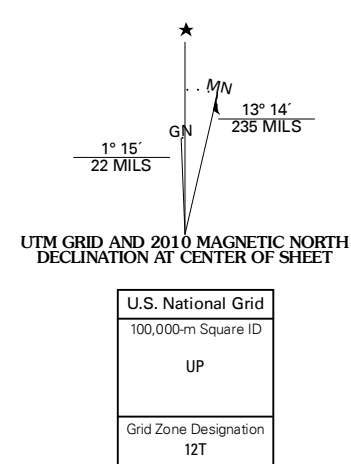 MN
GN
13° 14´
235 MILS
1° 15´
22 MILS
UTM GRID AND 2010 MAGNETIC NORTH
DECLINATION AT CENTER OF SHEET
U.S. National Grid
100,000-m Square ID
UP
Grid Zone Designation
12T